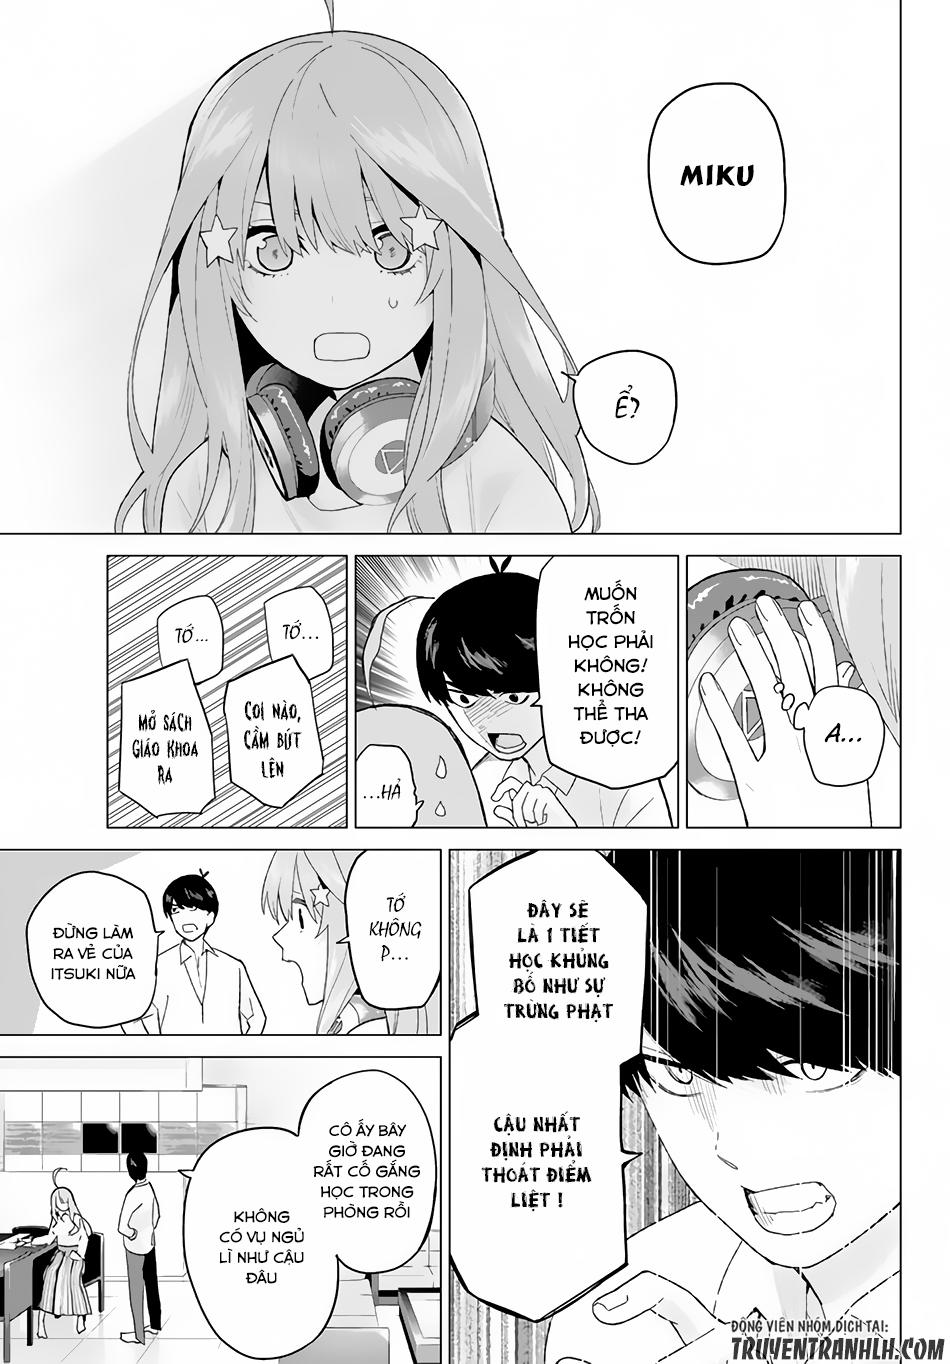 MIKU
Ể?
A...
MUỐN
TRỐN
HỌC PHẢI
KHÔNG!
KHÔNG
THỂ THA
ĐƯỢC!
...HẢ
TỚ...
COI NÀO,
CẦM BÚT
LÊN
TỚ...
MỞ SÁCH
GIÁO KHOA
RA
ĐÂY SẼ
LÀ 1 TIẾT
HỌC KHỦNG
BỐ NHƯ SỰ
TRỪNG PHẠT
CẬU NHẤT
ĐỊNH PHẢI
THOÁT ĐIỂM
LIỆT !
TỚ
KHÔNG
P...
ĐỪNG LÀM
RA VẺ CỦA
ITSUKI NỮA
CÔ ẤY BÂY
GIỜ ĐANG
RẤT CỐ GẮNG
HỌC TRONG
PHÒNG RỒI
KHÔNG
CÓ VỤ NGỦ
LÌ NHƯ CẬU
ĐÂU
ĐỘNG VIÊN NHÓM DỊCH TẠI:
TRUYENTRANHLH.COM